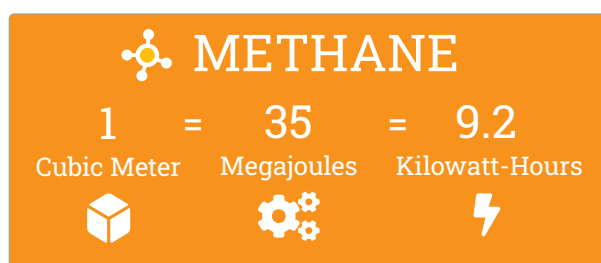 METHANE
1 = 35 = 9.2
Cubic Meter Megajoules Kilowatt-Hours